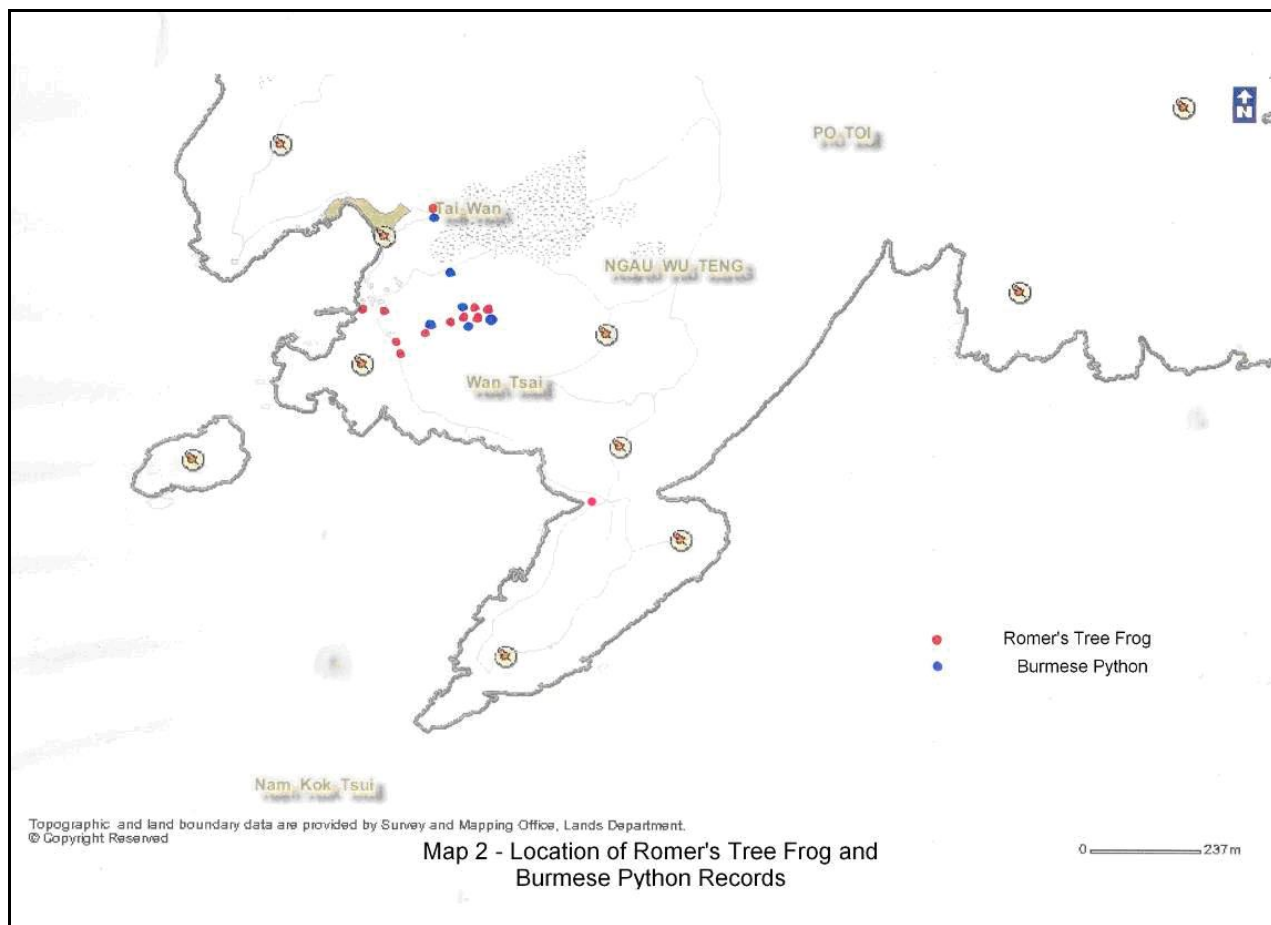 PO TOI
N
Tai Wan
NGAU WU TENG
Wan Tsai
Romer's Tree Frog
Burmese Python
Nam Kok Tsui
Topographic and land boundary data are provided by Survey and Mapping Office, Lands Department.
© Copyright Reserved
Map 2 - Location of Romer's Tree Frog and
Burmese Python Records
0 237m